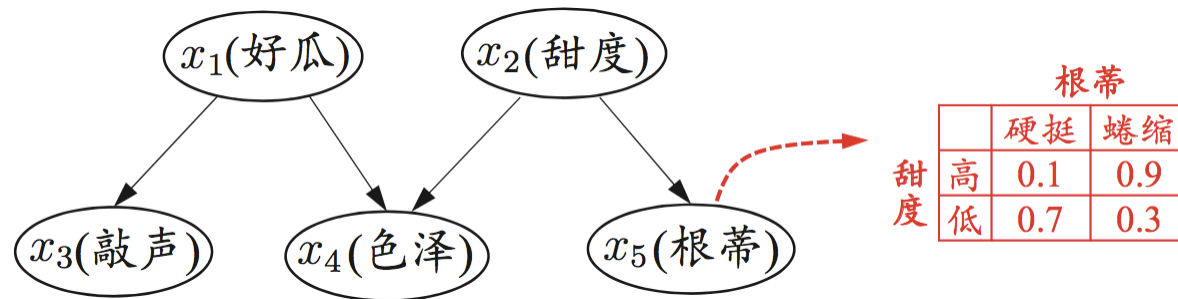 x₁(好瓜)
x₂(甜度)
x₃(敲声)
x₄(色泽)
x₅(根蒂)
根蒂
硬挺 蜷缩
甜度
高 0.1 0.9
低 0.7 0.3